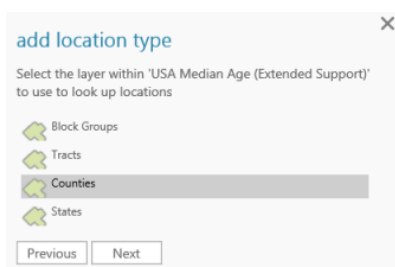 add location type
Select the layer within 'USA Median Age (Extended Support)'
to use to look up locations
Block Groups
Tracts
Counties
States
Previous
Next